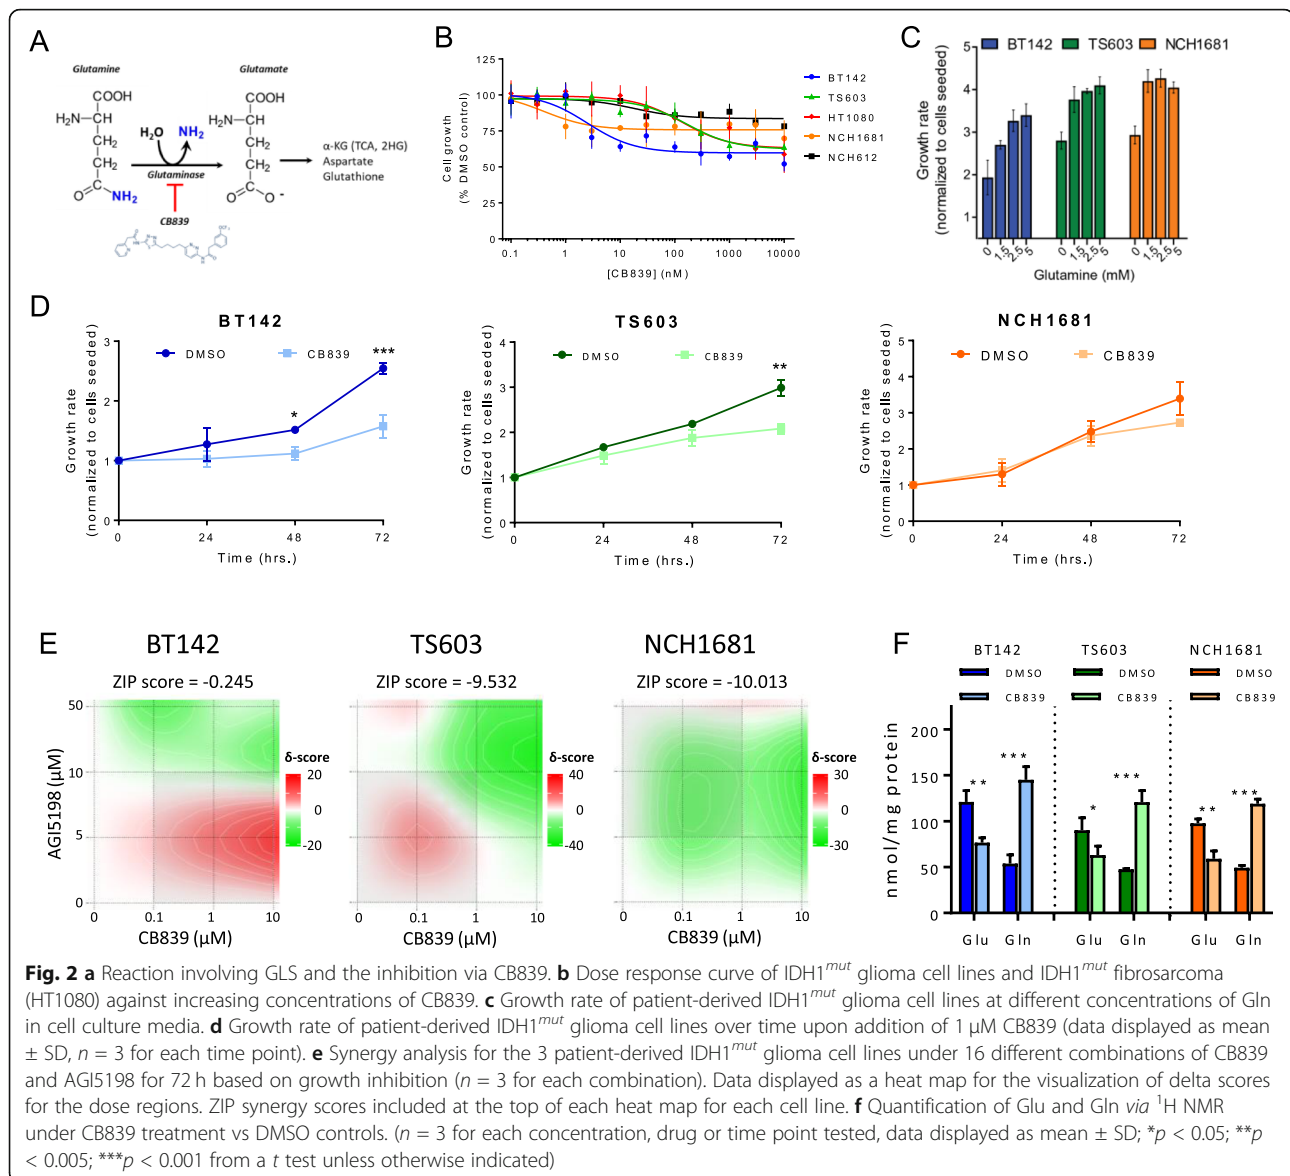 A
Glutamine
Glutamate
COOH
H₂N
CH
CH₂
CH₂
C
O
NH₂
H₂O
NH₂
Glutaminase
CB839
COOH
H₂N
CH
CH₂
CH₂
C
O
O -
α-KG (TCA, 2HG)
Aspartate
Glutathione
B
Cell growth
(% DMSO control)
125
100
75
50
25
0
0.1 1 10 100 1000 10000
[CB839] (nM)
BT142
TS603
HT1080
NCH1681
NCH612
C
BT142 TS603 NCH1681
Growth rate
(normalized to cells seeded)
5
4
3
2
1
0 1.5 2.5 5 0 1.5 2.5 5 0 1.5 2.5 5
Glutamine (mM)
D
BT142
DMSO CB839
Growth rate
(normalized to cells seeded)
3
2
1
0
* ***
0 24 48 72
Time (hrs.)
TS603
DMSO CB839
Growth rate
(normalized to cells seeded)
4
3
2
1
0
**
0 24 48 72
Time (hrs.)
NCH1681
DMSO CB839
Growth rate
(normalized to cells seeded)
5
4
3
2
1
0
0 24 48 72
Time (hrs.)
E
BT142 TS603 NCH1681
ZIP score = -0.245 ZIP score = -9.532 ZIP score = -10.013
AGI5198 (µM)
50
10
5
0
0 0.1 1 10
CB839 (µM)
δ-score
20
0
-20
0 0.1 1 10
CB839 (µM)
δ-score
40
0
-40
0 0.1 1 10
CB839 (µM)
δ-score
30
0
-30
F
BT142 TS603 NCH1681
DMSO DMSO DMSO
CB839 CB839 CB839
nmol/mg protein
200
150
100
50
0
** *** * *** ** ***
Glu Gln Glu Gln Glu Gln
Fig. 2 a Reaction involving GLS and the inhibition via CB839. b Dose response curve of IDH1mut glioma cell lines and IDH1mut fibrosarcoma
(HT1080) against increasing concentrations of CB839. c Growth rate of patient-derived IDH1mut glioma cell lines at different concentrations of Gln
in cell culture media. d Growth rate of patient-derived IDH1mut glioma cell lines over time upon addition of 1 µM CB839 (data displayed as mean
± SD, n = 3 for each time point). e Synergy analysis for the 3 patient-derived IDH1mut glioma cell lines under 16 different combinations of CB839
and AGI5198 for 72 h based on growth inhibition (n = 3 for each combination). Data displayed as a heat map for the visualization of delta scores
for the dose regions. ZIP synergy scores included at the top of each heat map for each cell line. f Quantification of Glu and Gln via ¹H NMR
under CB839 treatment vs DMSO controls. (n = 3 for each concentration, drug or time point tested, data displayed as mean ± SD; *p < 0.05; **p
< 0.005; ***p < 0.001 from a t test unless otherwise indicated)